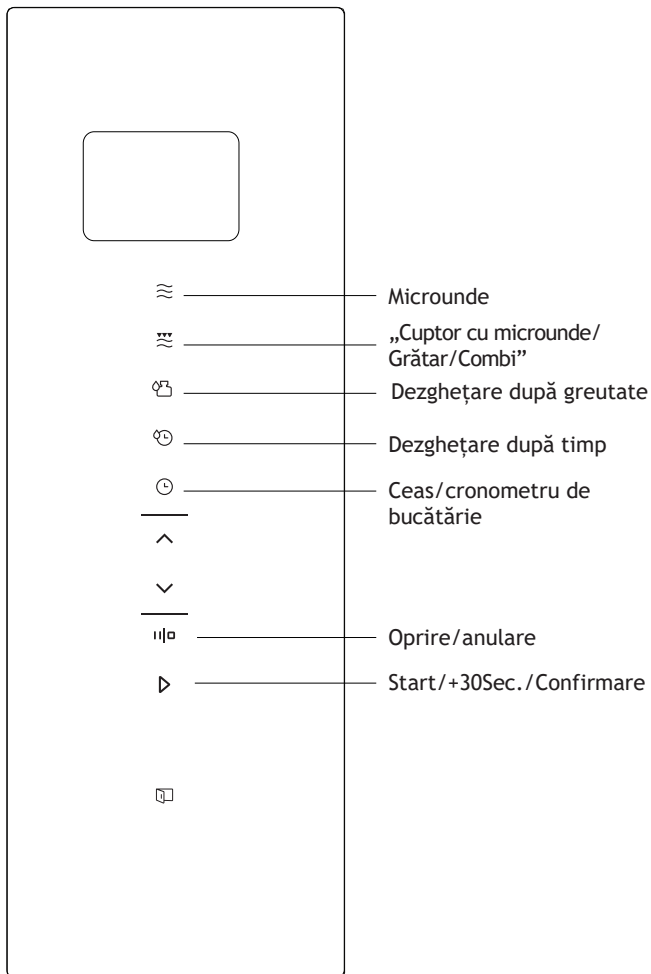 Microunde
„Cuptor cu microunde/
Grătar/Combi”
Dezghețare după greutate
Dezghețare după timp
Ceas/cronometru de
bucătărie
Oprire/anulare
Start/+30Sec./Confirmare